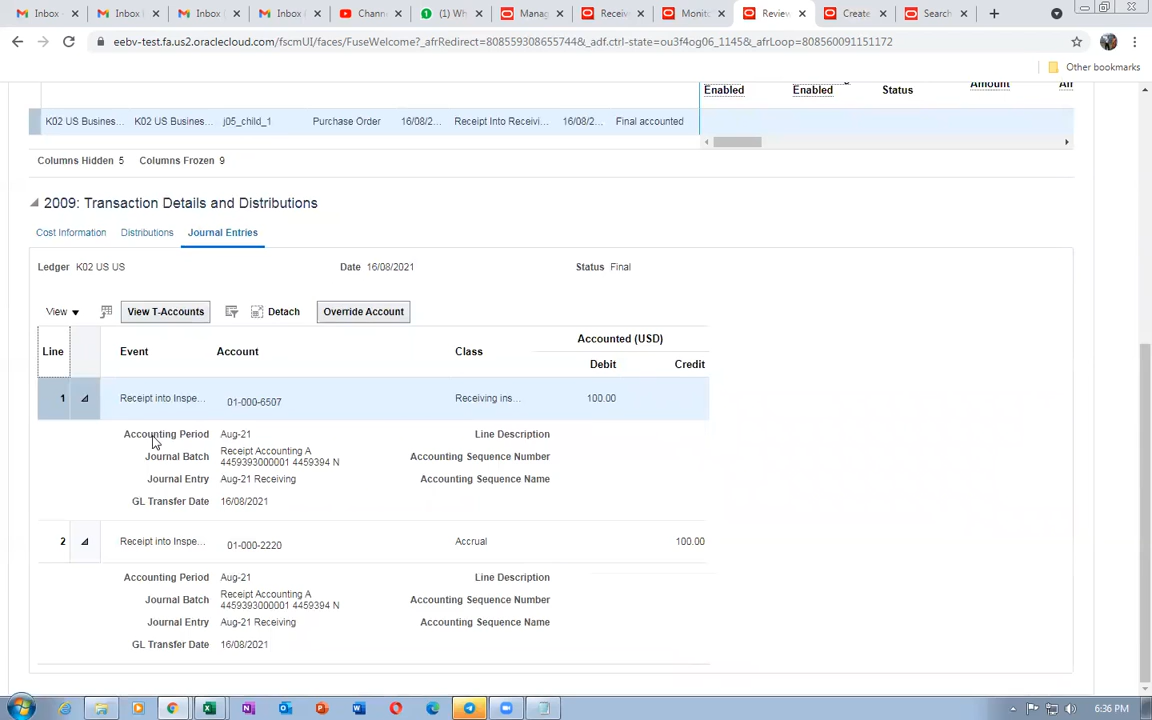 Inbox
Inbox (
Inbox (
Inbox (
Chann
(1) Wh
Manag
Receiv
Monito
Review
Create
Search
eebv-test.fa.us2.oraclecloud.com/fscmUI/faces/FuseWelcome?_afrRedirect=808559308655744&_adf.ctrl-state=ou3f4og06_1145&_afrLoop=808560091151172
Other bookmarks
Enabled Enabled Status Amount
K02 US Busines... K02 US Busines... j05_child_1 Purchase Order 16/08/2... Receipt Into Receivi... 16/08/2... Final accounted
Columns Hidden 5 Columns Frozen 9
2009: Transaction Details and Distributions
Cost Information Distributions Journal Entries
Ledger K02 US US Date 16/08/2021 Status Final
View View T-Accounts Detach Override Account
Accounted (USD)
Line Event Account Class
Debit Credit
1 Receipt into Inspe... 01-000-6507 Receiving ins... 100.00
Accounting Period Aug-21 Line Description
Journal Batch Receipt Accounting A
4459393000001 4459394 N Accounting Sequence Number
Journal Entry Aug-21 Receiving Accounting Sequence Name
GL Transfer Date 16/08/2021
2 Receipt into Inspe... 01-000-2220 Accrual 100.00
Accounting Period Aug-21 Line Description
Journal Batch Receipt Accounting A
4459393000001 4459394 N Accounting Sequence Number
Journal Entry Aug-21 Receiving Accounting Sequence Name
GL Transfer Date 16/08/2021
6:36 PM